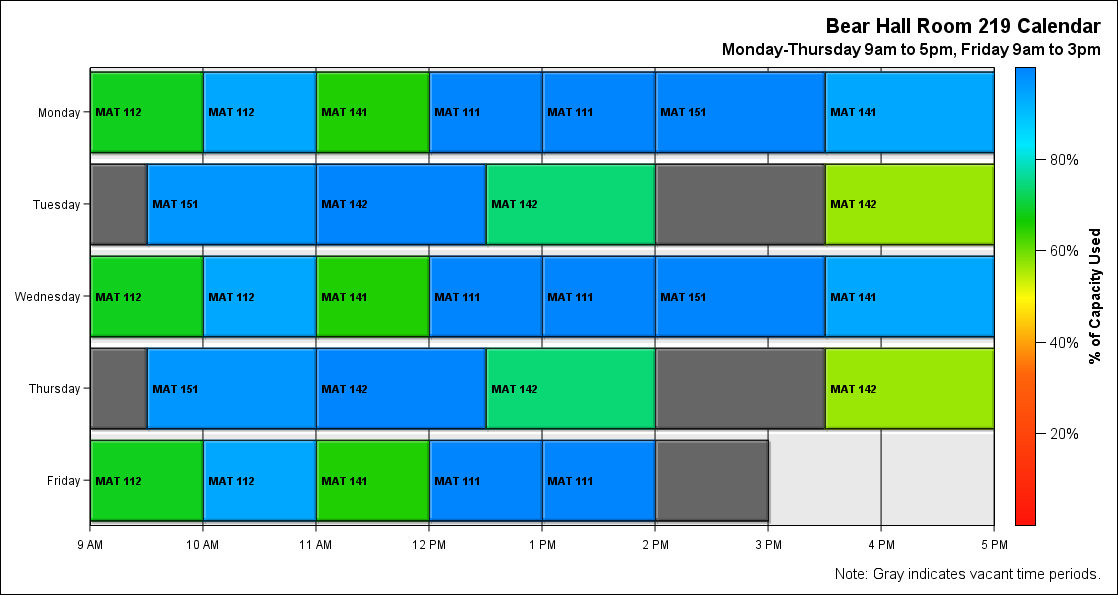 Bear Hall Room 219 Calendar
Monday-Thursday 9am to 5pm, Friday 9am to 3pm
Monday MAT 112 MAT 112 MAT 141 MAT 111 MAT 111 MAT 151 MAT 141
Tuesday MAT 151 MAT 142 MAT 142 MAT 142
Wednesday MAT 112 MAT 112 MAT 141 MAT 111 MAT 111 MAT 151 MAT 141
Thursday MAT 151 MAT 142 MAT 142 MAT 142
Friday MAT 112 MAT 112 MAT 141 MAT 111 MAT 111
9 AM 10 AM 11 AM 12 PM 1 PM 2 PM 3 PM 4 PM 5 PM
80%
60%
40%
20%
% of Capacity Used
Note: Gray indicates vacant time periods.